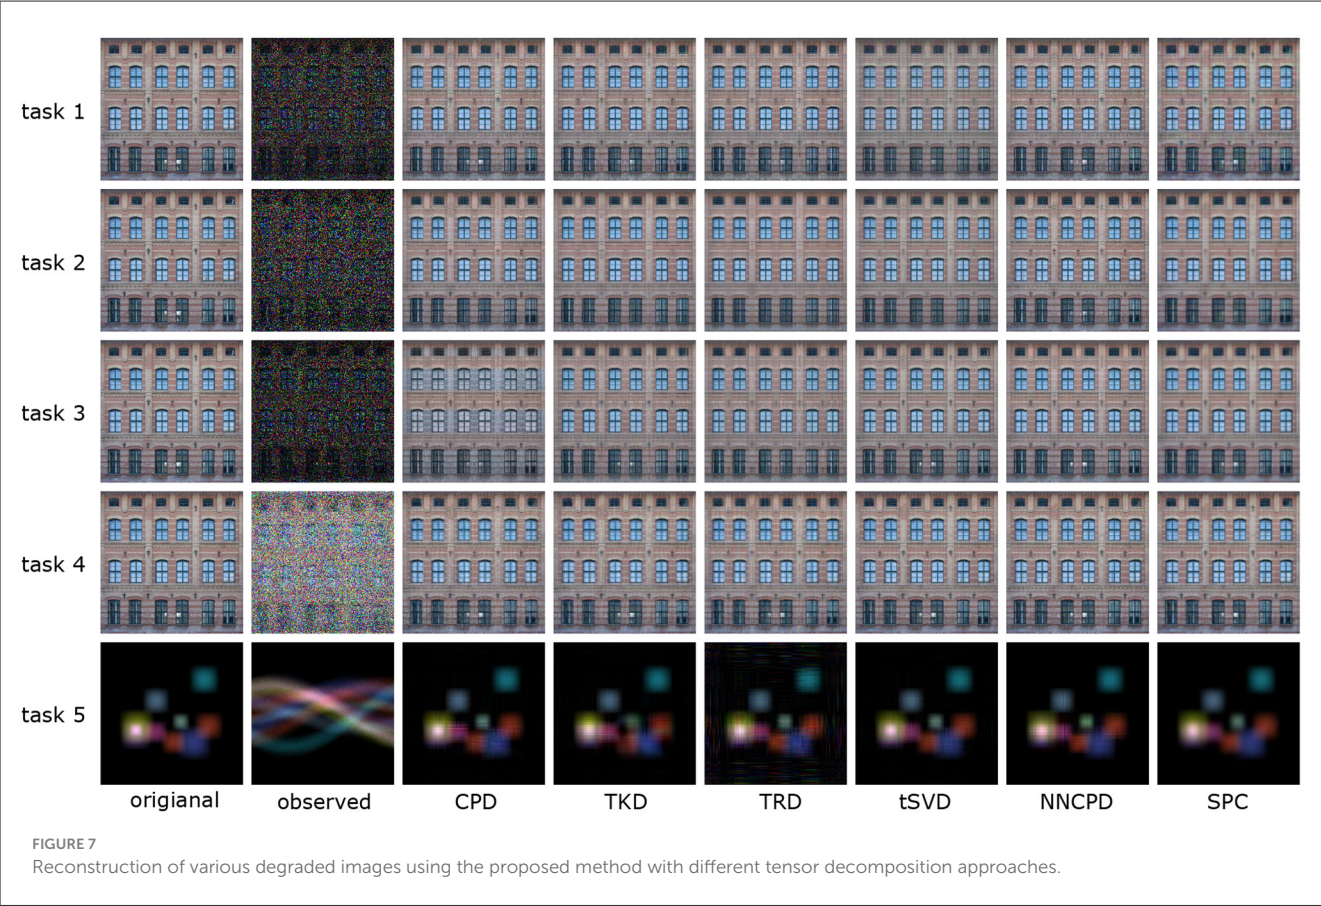 task 1
task 2
task 3
task 4
task 5
origianal observed CPD TKD TRD tSVD NNCPD SPC
FIGURE 7
Reconstruction of various degraded images using the proposed method with different tensor decomposition approaches.